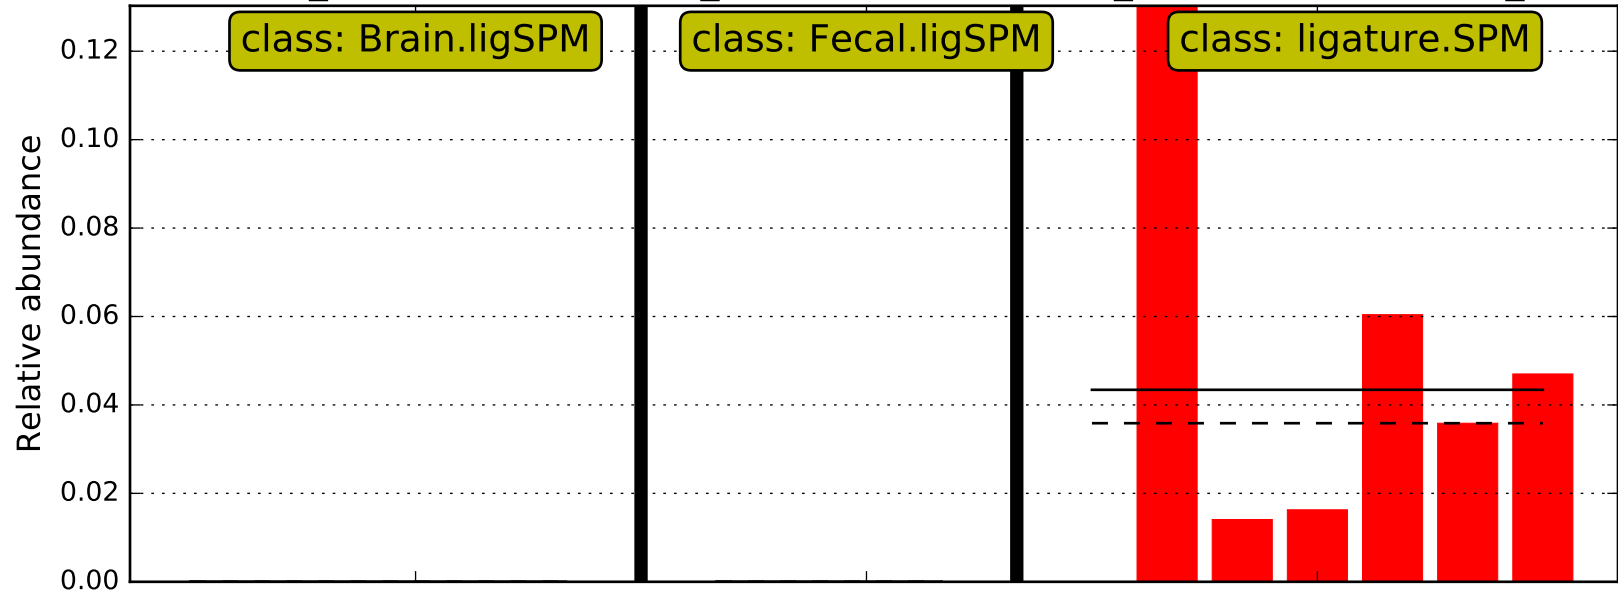 class: Brain.ligSPM
class: Fecal.ligSPM
class: ligature.SPM
Relative abundance
0.12
0.10
0.08
0.06
0.04
0.02
0.00